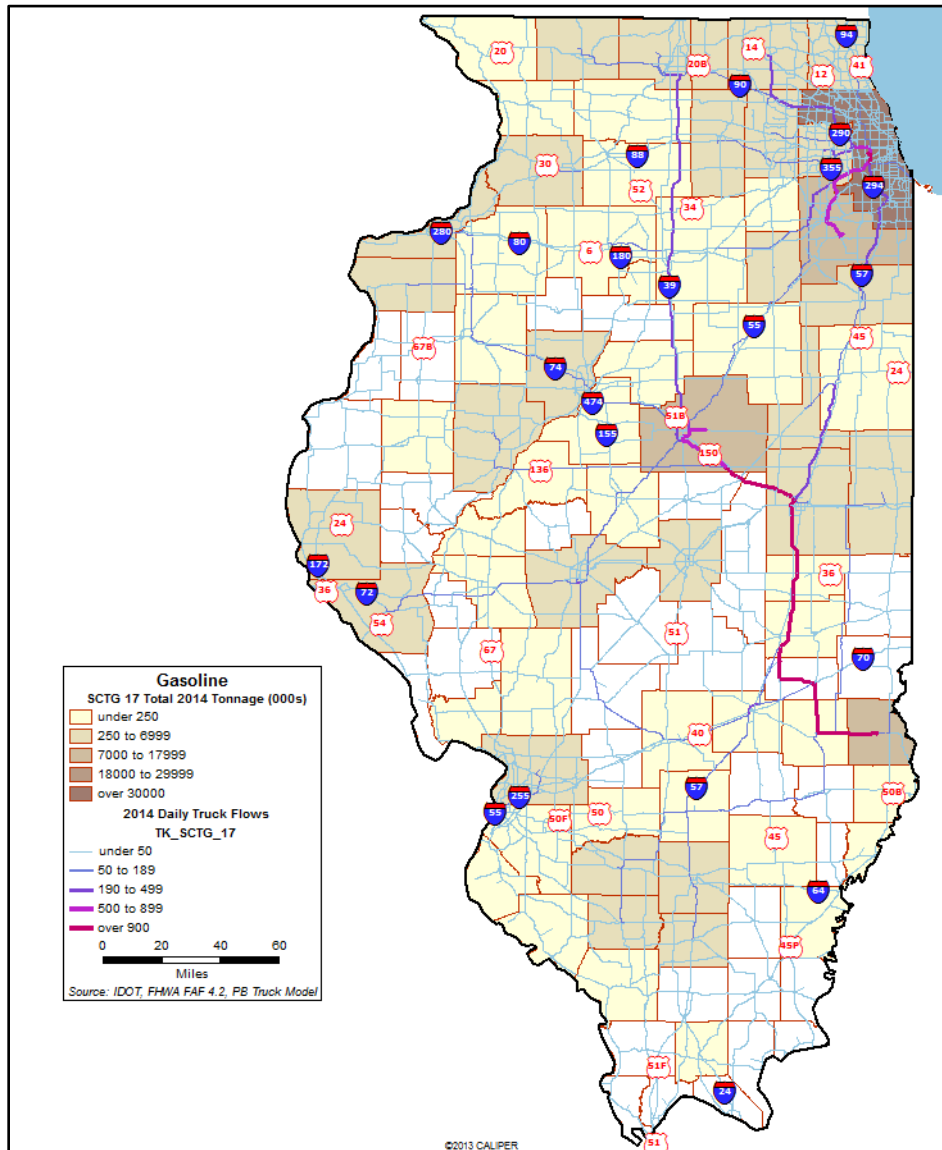 94
20
14
20B
12
41
90
290
88
30
355
52
294
34
280
80
6
180
57
39
55
45
67B
74
24
474
51B
155
150
136
24
172
36
36
72
54
51
67
70
40
57
50B
255
55
50F
50
45
64
45P
51F
24
51
Gasoline
SCTG 17 Total 2014 Tonnage (000s)
under 250
250 to 6999
7000 to 17999
18000 to 29999
over 30000
2014 Daily Truck Flows
TK_SCTG_17
under 50
50 to 189
190 to 499
500 to 899
over 900
0 20 40 60
Miles
Source: IDOT, FHWA FAF 4.2, PB Truck Model
©2013 CALIPER